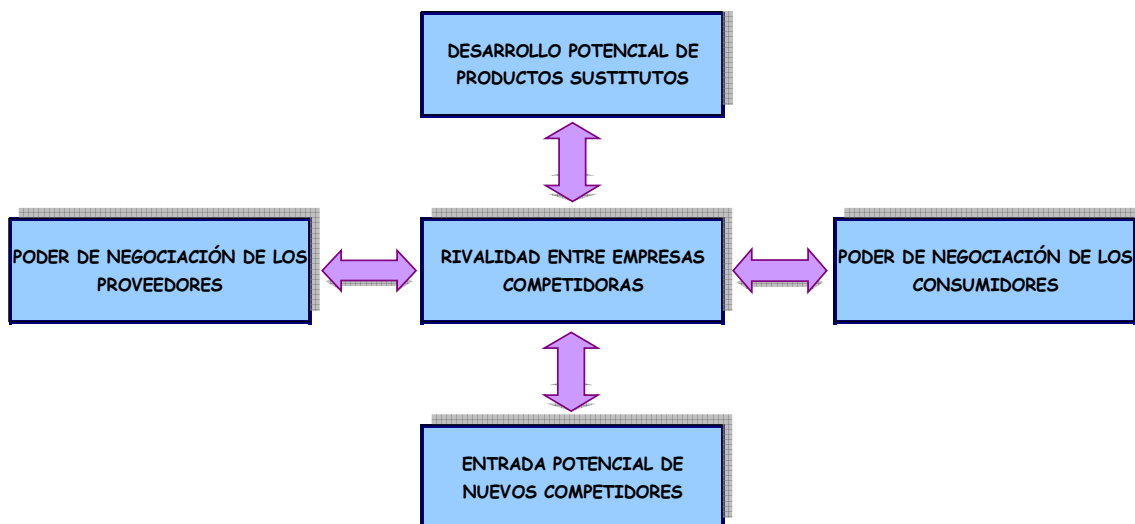 DESARROLLO POTENCIAL DE
PRODUCTOS SUSTITUTOS
PODER DE NEGOCIACIÓN DE LOS
PROVEEDORES
RIVALIDAD ENTRE EMPRESAS
COMPETIDORAS
PODER DE NEGOCIACIÓN DE LOS
CONSUMIDORES
ENTRADA POTENCIAL DE
NUEVOS COMPETIDORES